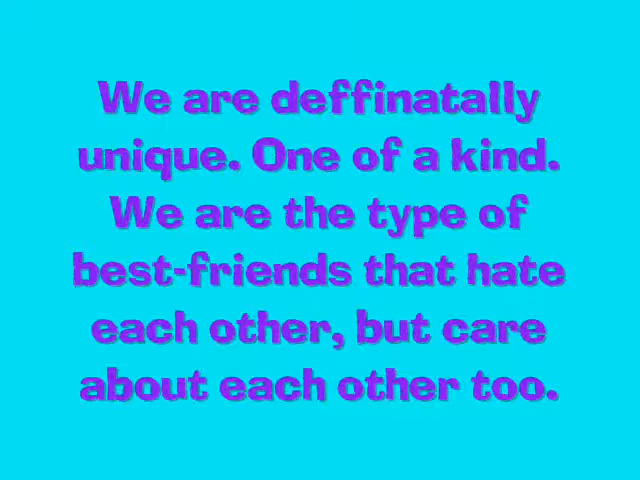 We are deffinatally
unique. One of a kind.
We are the type of
best-friends that hate
each other, but care
about each other too.